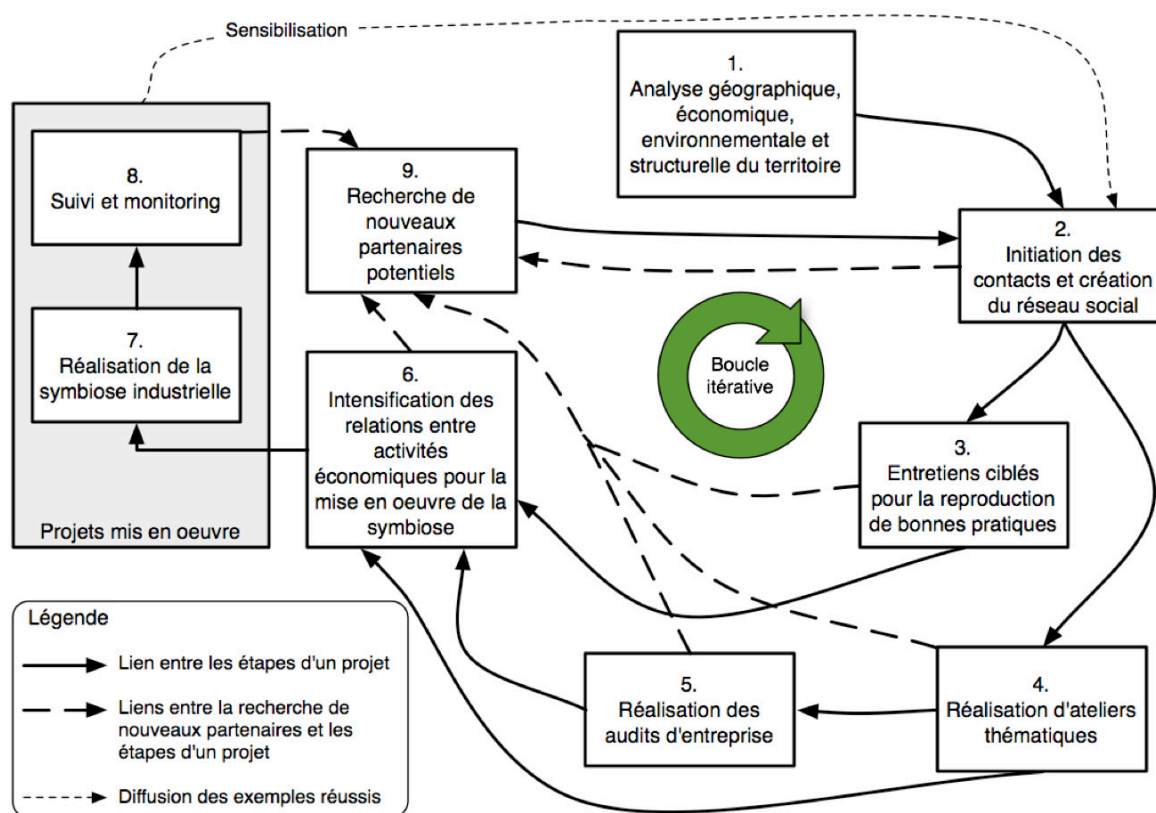 Sensibilisation
1.
Analyse géographique,
économique,
environnementale et
structurelle du territoire
8.
Suivi et monitoring
9.
Recherche de
nouveaux
partenaires
potentiels
2.
Initiation des
contacts et création
du réseau social
7.
Réalisation de la
symbiose industrielle
6.
Intensification des
relations entre
activités
économiques pour la
mise en oeuvre de la
symbiose
Boucle
itérative
3.
Entretiens ciblés
pour la reproduction
de bonnes pratiques
Projets mis en oeuvre
5.
Réalisation des
audits d'entreprise
4.
Réalisation d'ateliers
thématiques
Légende
Lien entre les étapes d'un projet
Liens entre la recherche de
nouveaux partenaires et les
étapes d'un projet
Diffusion des exemples réussis